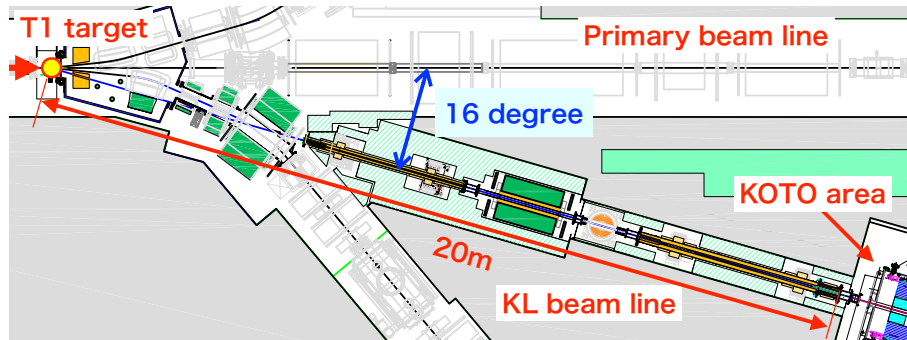 T1 target
Primary beam line
16 degree
KOTO area
20m
KL beam line